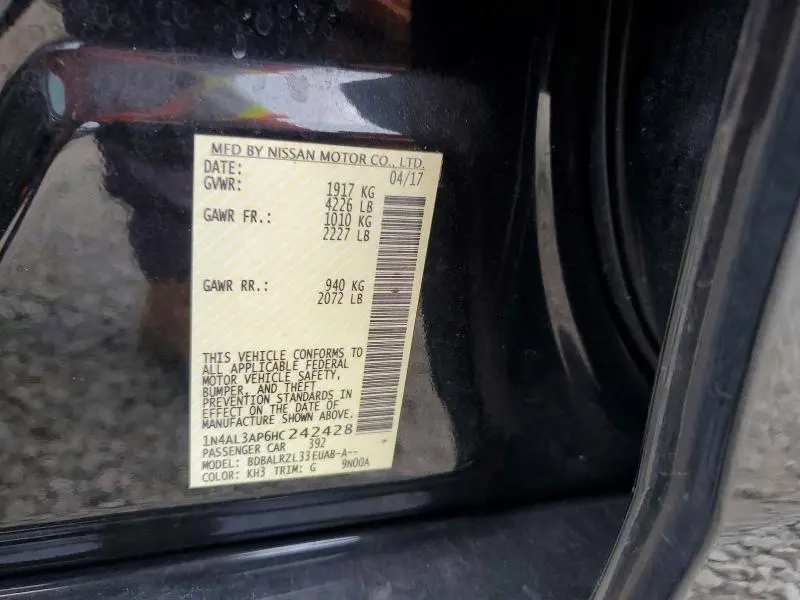 MFD BY NISSAN MOTOR CO., LTD.
DATE: 04/17
GVWR: 1917 KG
4226 LB
GAWR FR.: 1010 KG
2227 LB
GAWR RR.: 940 KG
2072 LB
THIS VEHICLE CONFORMS TO
ALL APPLICABLE FEDERAL
MOTOR VEHICLE SAFETY,
BUMPER, AND THEFT
PREVENTION STANDARDS IN
EFFECT ON THE DATE OF
MANUFACTURE SHOWN ABOVE.
1N4AL3AP6HC242428
PASSENGER CAR 392
MODEL: BDBALRZL33EUAB-A--
COLOR: KH3 TRIM: G 9N00A